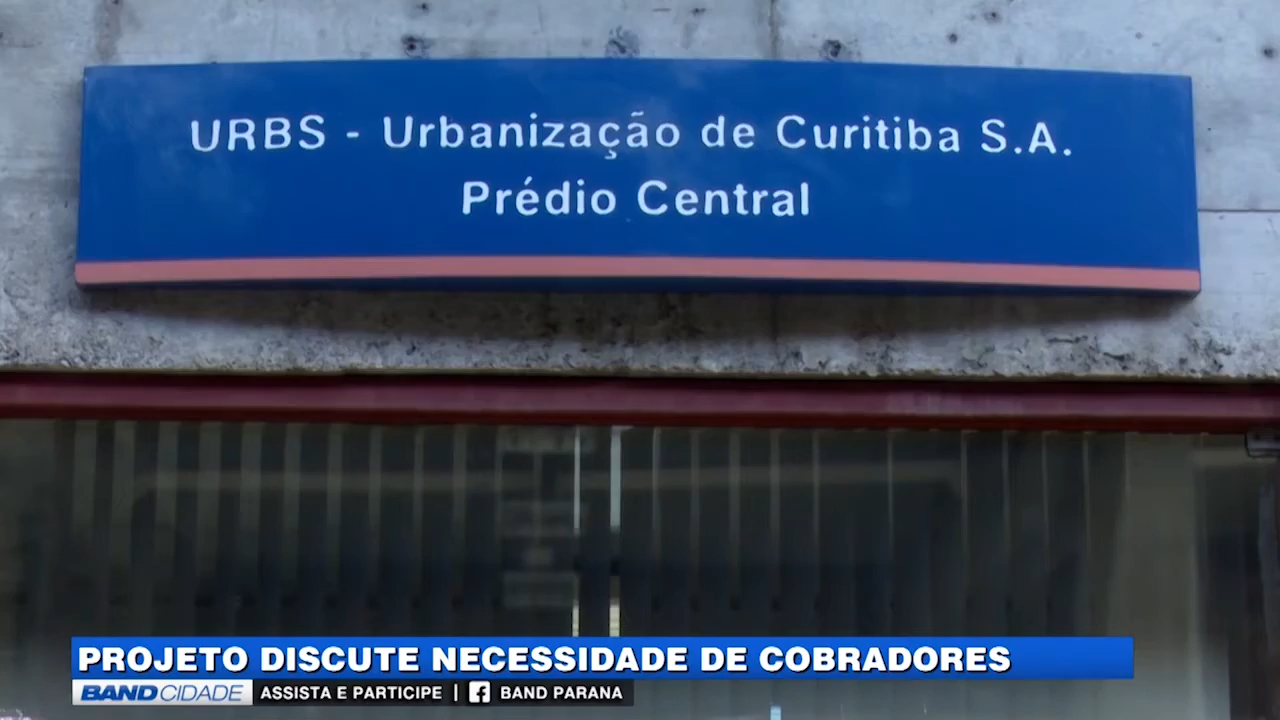 URBS - Urbanização de Curitiba S.A.
Prédio Central
PROJETO DISCUTE NECESSIDADE DE COBRADORES
BAND CIDADE ASSISTA E PARTICIPE | BAND PARANA